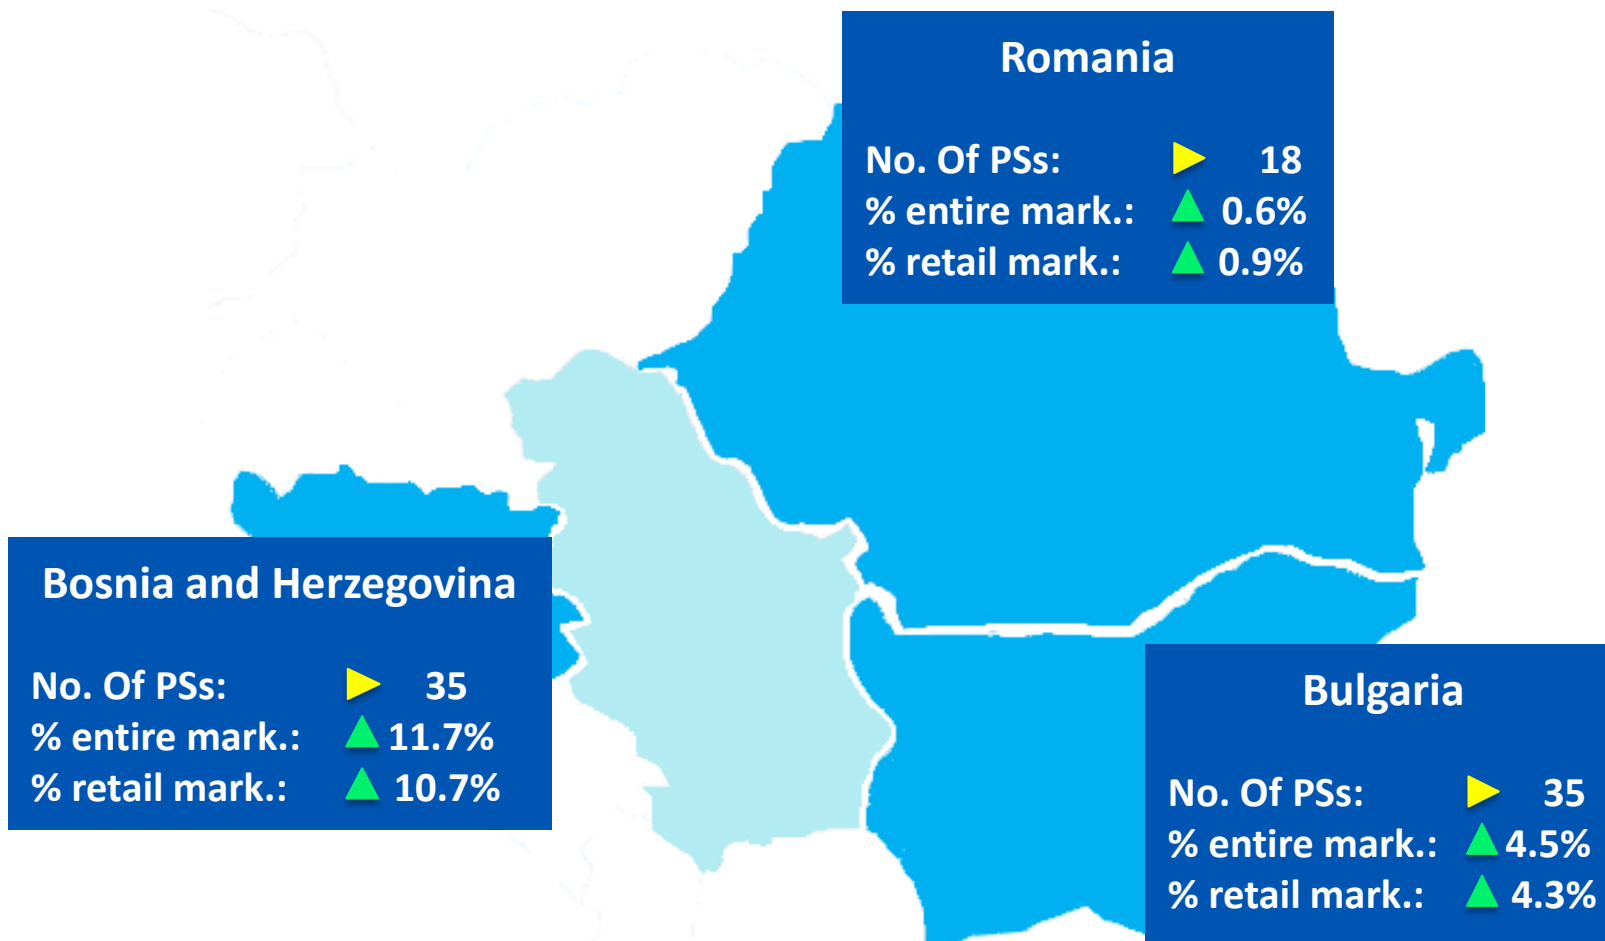 Romania
No. Of PSs: 18
% entire mark.: 0.6%
% retail mark.: 0.9%
Bosnia and Herzegovina
No. Of PSs: 35
% entire mark.: 11.7%
% retail mark.: 10.7%
Bulgaria
No. Of PSs: 35
% entire mark.: 4.5%
% retail mark.: 4.3%